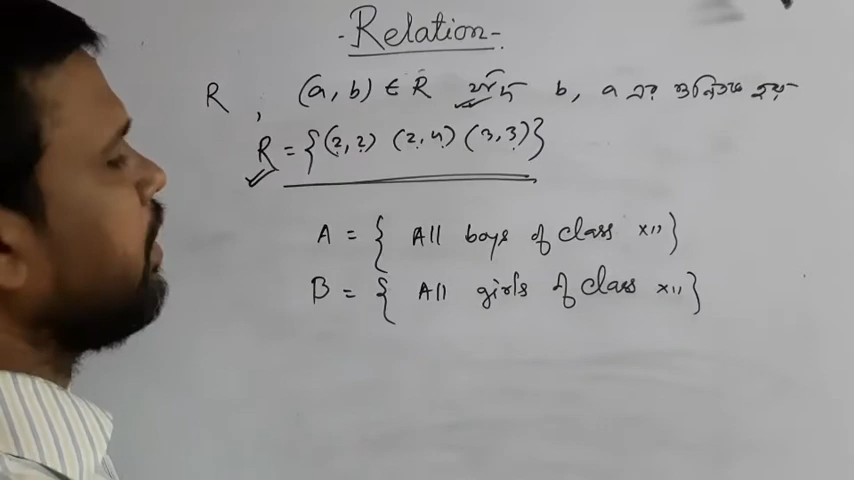 -Relation-
R , (a, b) ∈ R যদি b, a এর গুনিতক হয়
R = {(2, 2) (2, 4) (3, 3)}
A = { All boys of class XII }
B = { All girls of class XII }